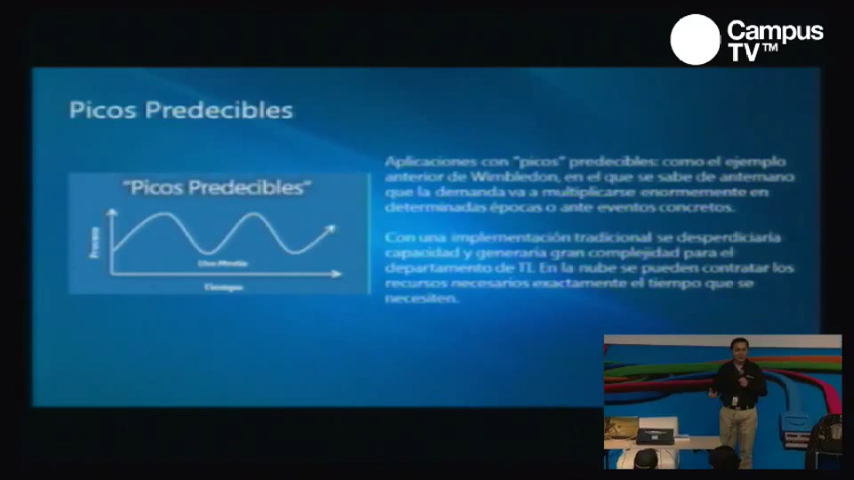 Campus
TV™
Picos Predecibles
"Picos Predecibles"
Uso Medio
Tiempo
Aplicaciones con "picos" predecibles: como el ejemplo
anterior de Wimbledon, en el que se sabe de antemano
que la demanda va a multiplicarse enormemente en
determinadas épocas o ante eventos concretos.
Con una implementación tradicional se desperdiciaría
capacidad y generaría gran complejidad para el
departamento de TI. En la nube se pueden contratar los
recursos necesarios exactamente el tiempo que se
necesiten.